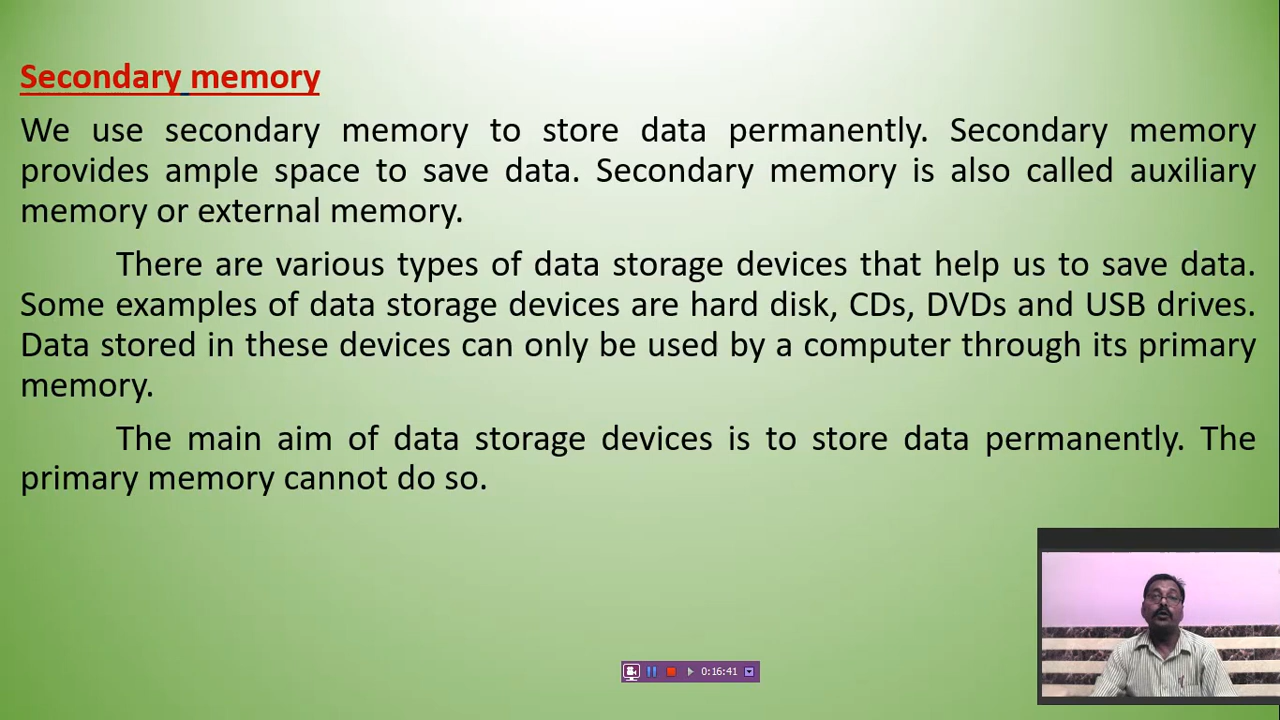 Secondary memory
We use secondary memory to store data permanently. Secondary memory
provides ample space to save data. Secondary memory is also called auxiliary
memory or external memory.
There are various types of data storage devices that help us to save data.
Some examples of data storage devices are hard disk, CDs, DVDs and USB drives.
Data stored in these devices can only be used by a computer through its primary
memory.
The main aim of data storage devices is to store data permanently. The
primary memory cannot do so.
0:16:41